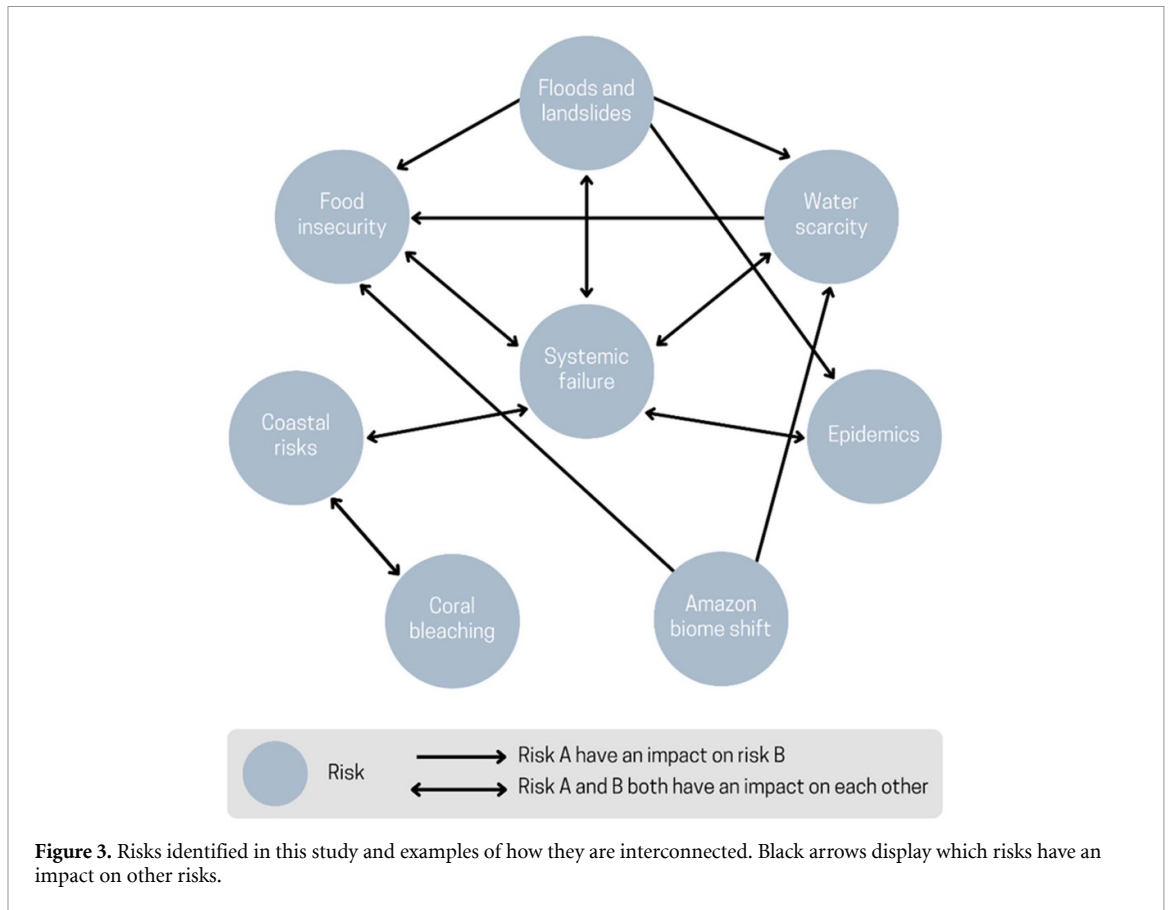 Floods and
landslides
Food
insecurity
Water
scarcity
Systemic
failure
Coastal
risks
Epidemics
Coral
bleaching
Amazon
biome shift
Risk
Risk A have an impact on risk B
Risk A and B both have an impact on each other
Figure 3. Risks identified in this study and examples of how they are interconnected. Black arrows display which risks have an
impact on other risks.